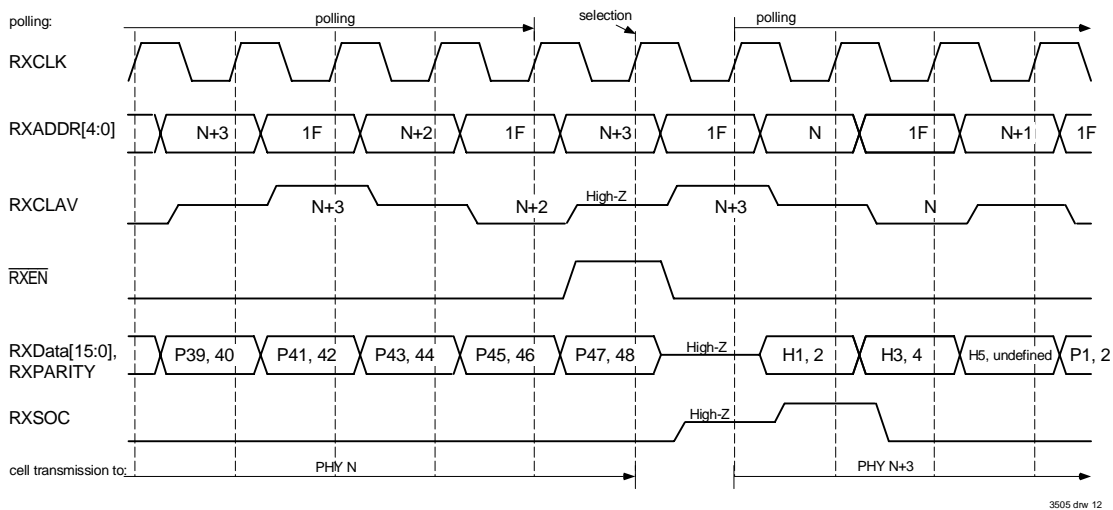 polling: polling selection polling
RXCLK
RXADDR[4:0] N+3 1F N+2 1F N+3 1F N 1F N+1 1F
RXCLAV N+3 N+2 High-Z N+3 N
RXEN
RXData[15:0], RXPARITY P39, 40 P41, 42 P43, 44 P45, 46 P47, 48 High-Z H1, 2 H3, 4 H5, undefined P1, 2
RXSOC High-Z
cell transmission to: PHY N PHY N+3
3505 drw 12